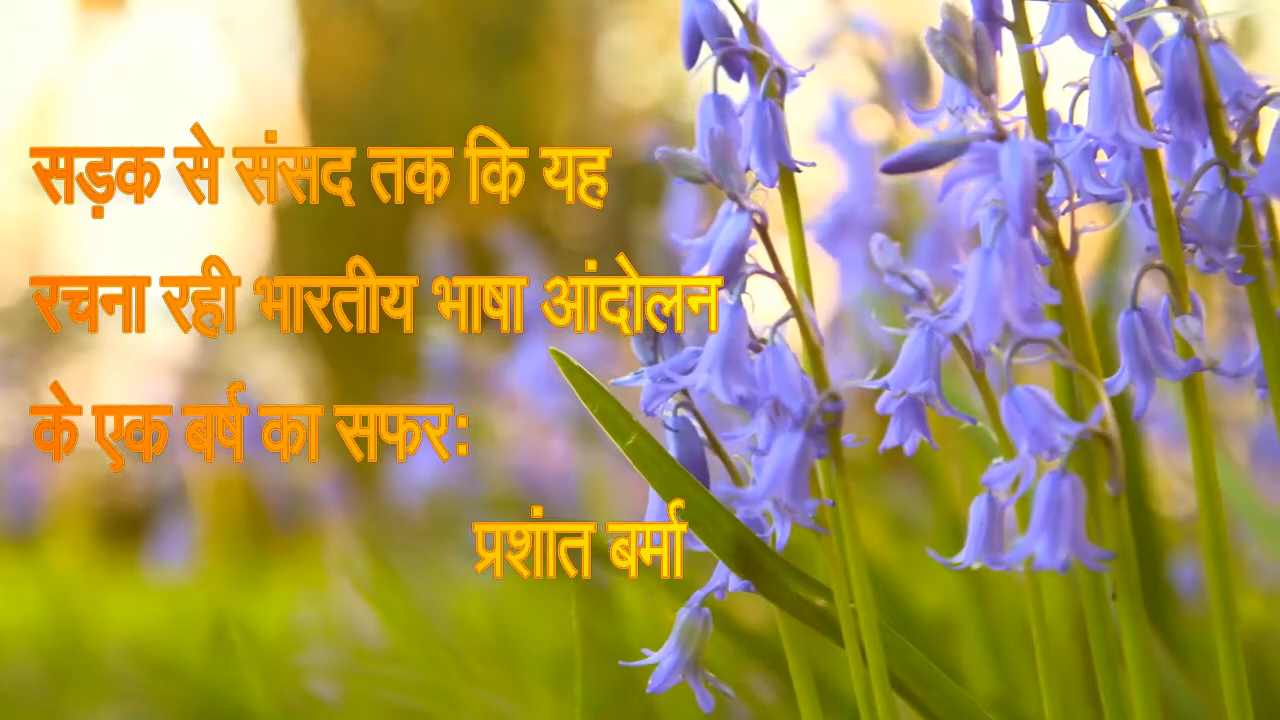 सड़क से संसद तक कि यह
रचना रही भारतीय भाषा आंदोलन
के एक बर्ष का सफर:
प्रशांत बर्मा